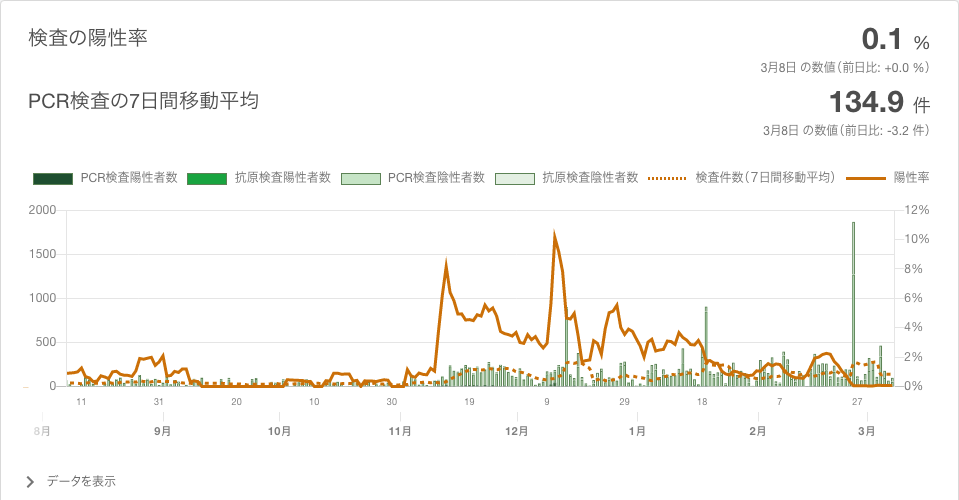 検査の陽性率
0.1 %
3月8日 の数値（前日比: +0.0 %）
PCR検査の7日間移動平均
134.9 件
3月8日 の数値（前日比: -3.2 件）
PCR検査陽性者数 抗原検査陽性者数 PCR検査陰性者数 抗原検査陰性者数 検査件数（7日間移動平均） 陽性率
2000 12%
10%
1500
8%
1000 6%
4%
500
2%
0 0%
11 31 20 10 30 19 9 29 18 7 27
8月 9月 10月 11月 12月 1月 2月 3月
データを表示